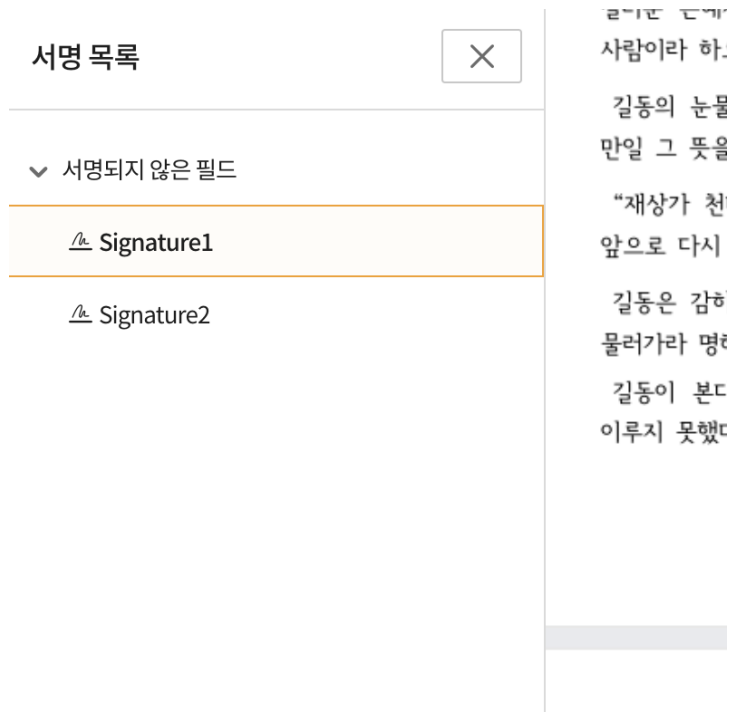 서명 목록
서명되지 않은 필드
Signature1
Signature2
사람이라
길동의
만일 그 뜻을
“재상가
앞으로 다시
길동은
물러가라
길동이
이루지